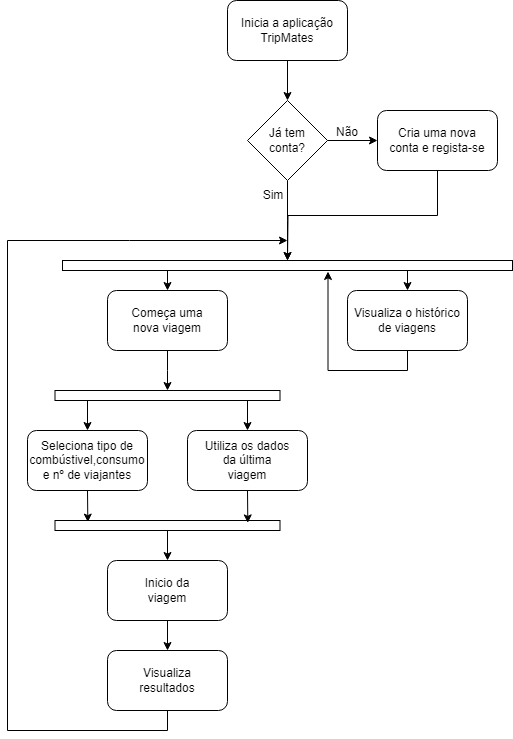 Inicia a aplicação
TripMates
Já tem
conta?
Não
Cria uma nova
conta e regista-se
Sim
Começa uma
nova viagem
Visualiza o histórico
de viagens
Seleciona tipo de
combústivel,consumo
e nº de viajantes
Utiliza os dados
da última
viagem
Inicio da
viagem
Visualiza
resultados